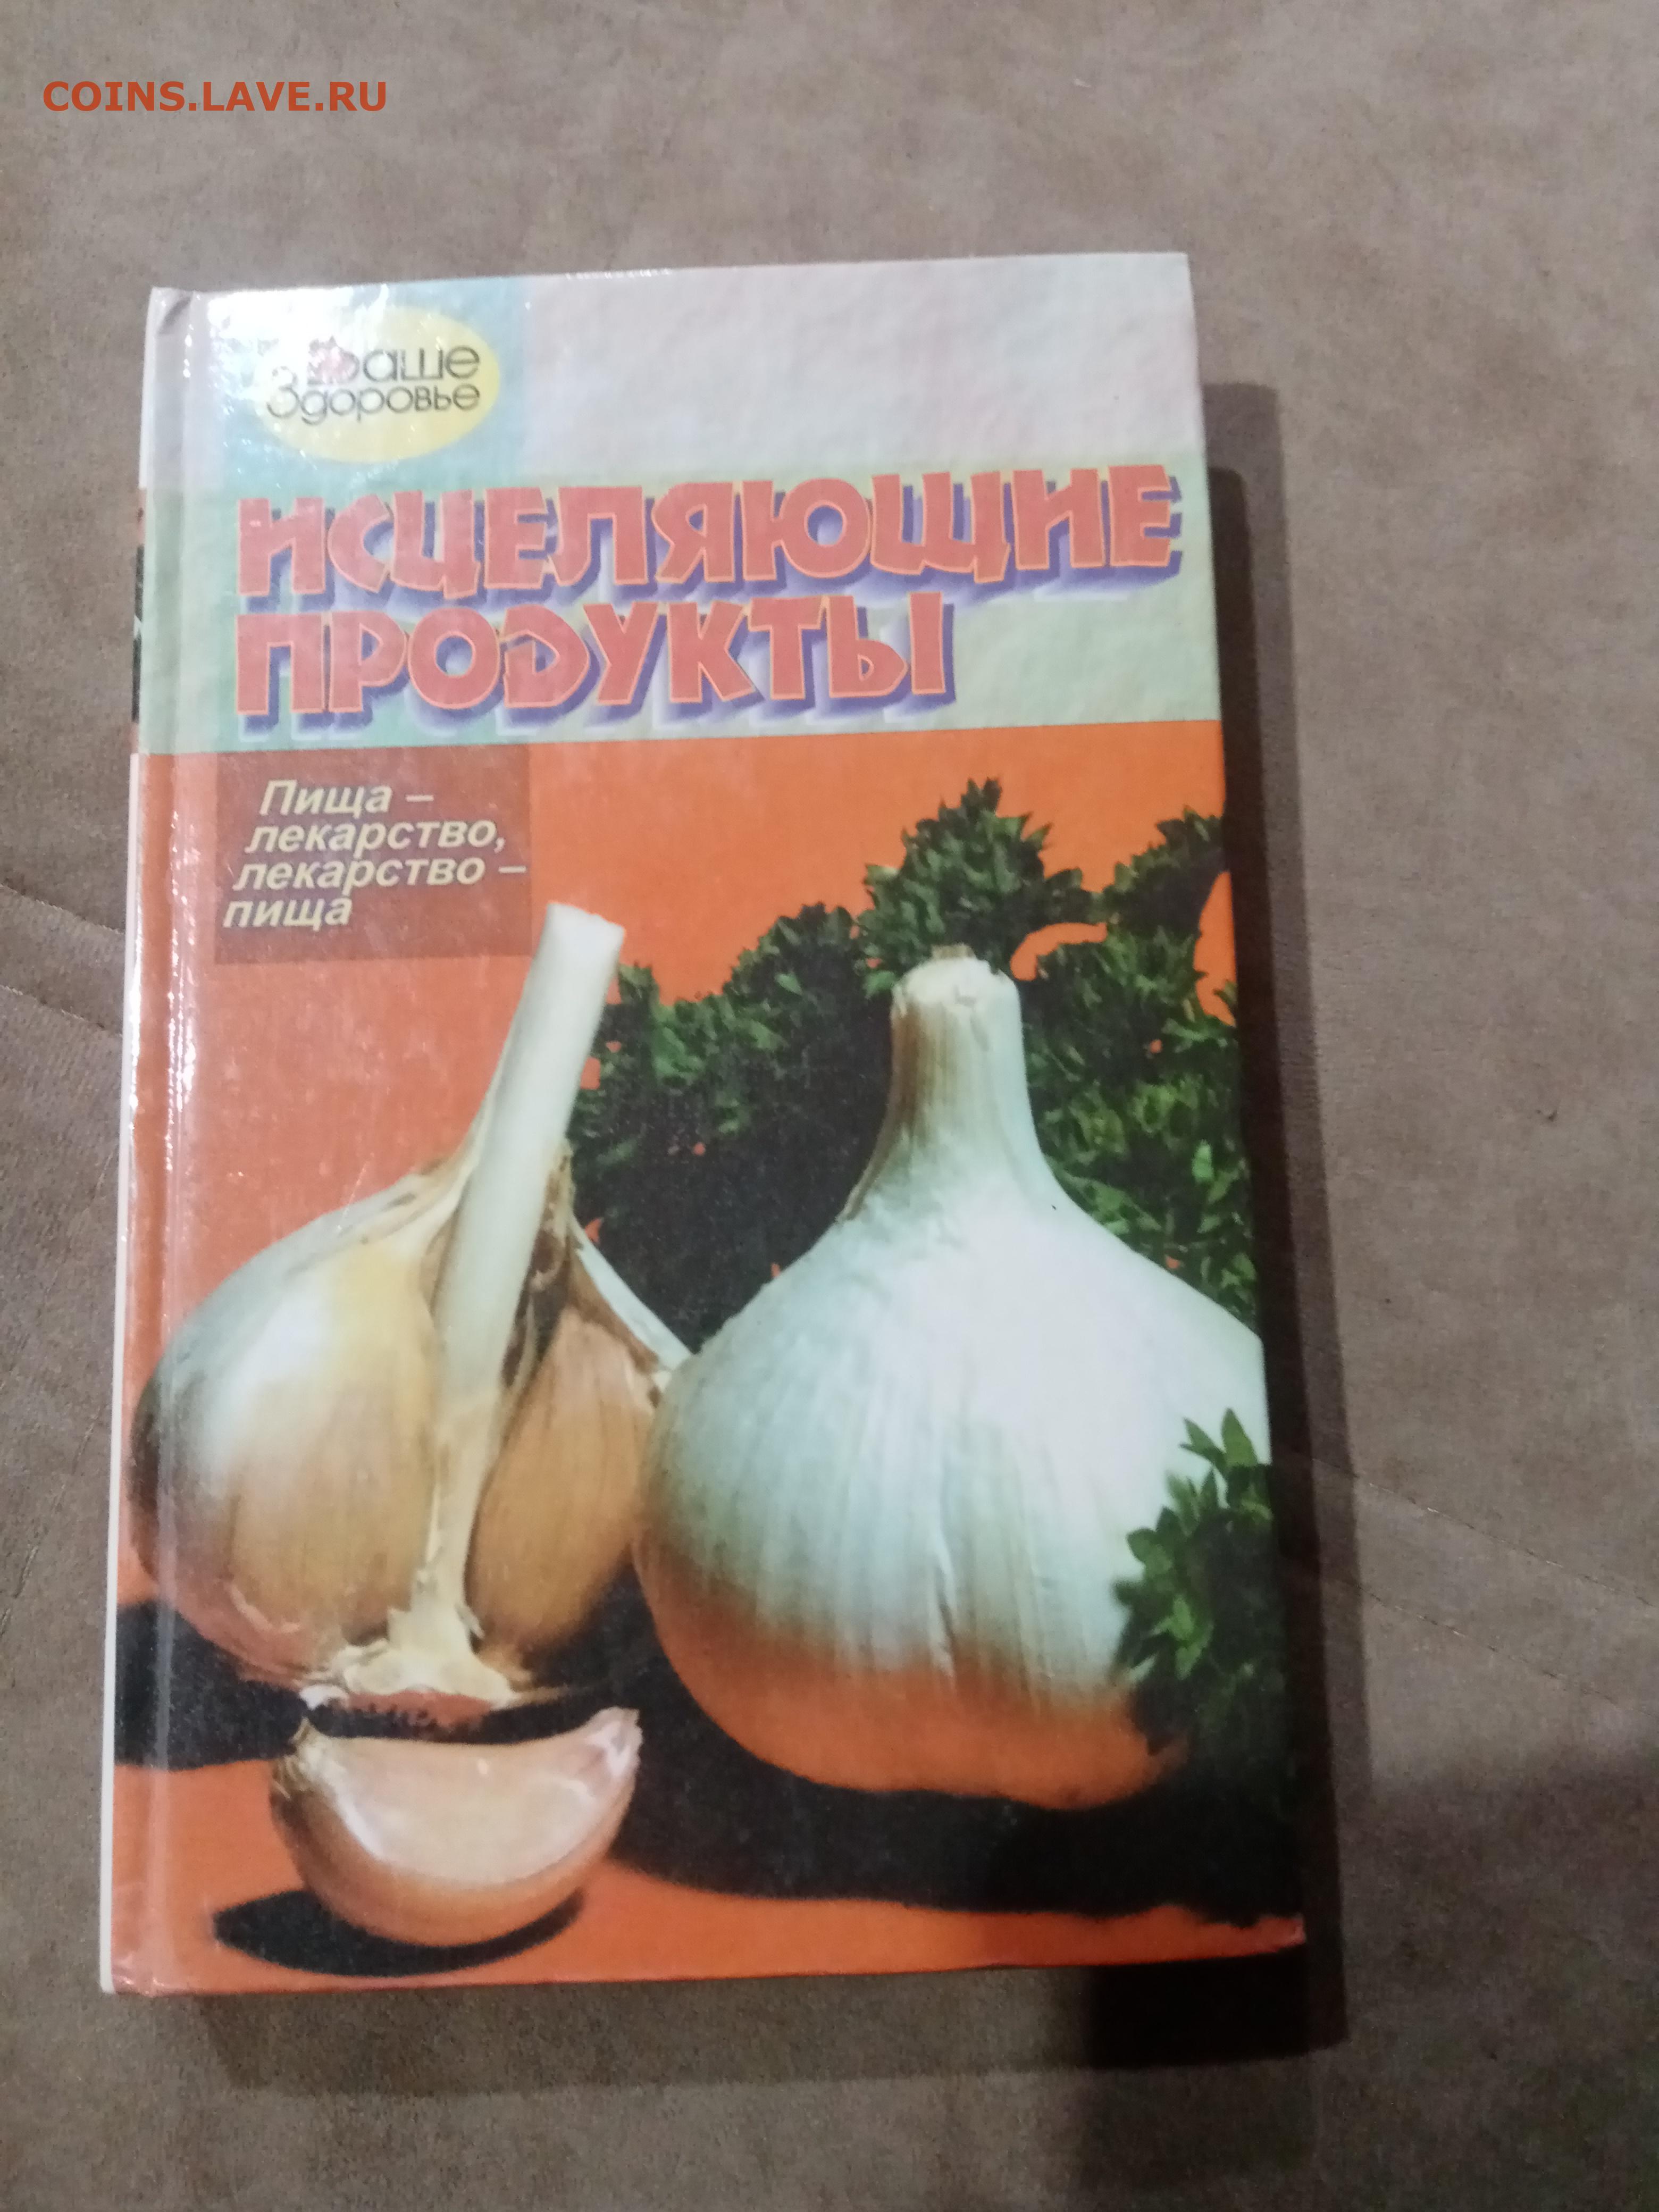 COINS.LAVE.RU
Ваше
Здоровье
ИСЦЕЛЯЮЩИЕ
ПРОДУКТЫ
Пища –
лекарство,
лекарство –
пища